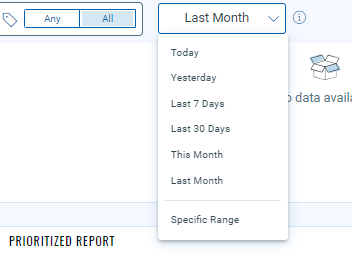 Any
All
Last Month
Today
Yesterday
Last 7 Days
Last 30 Days
This Month
Last Month
Specific Range
data
PRIORITIZED REPORT